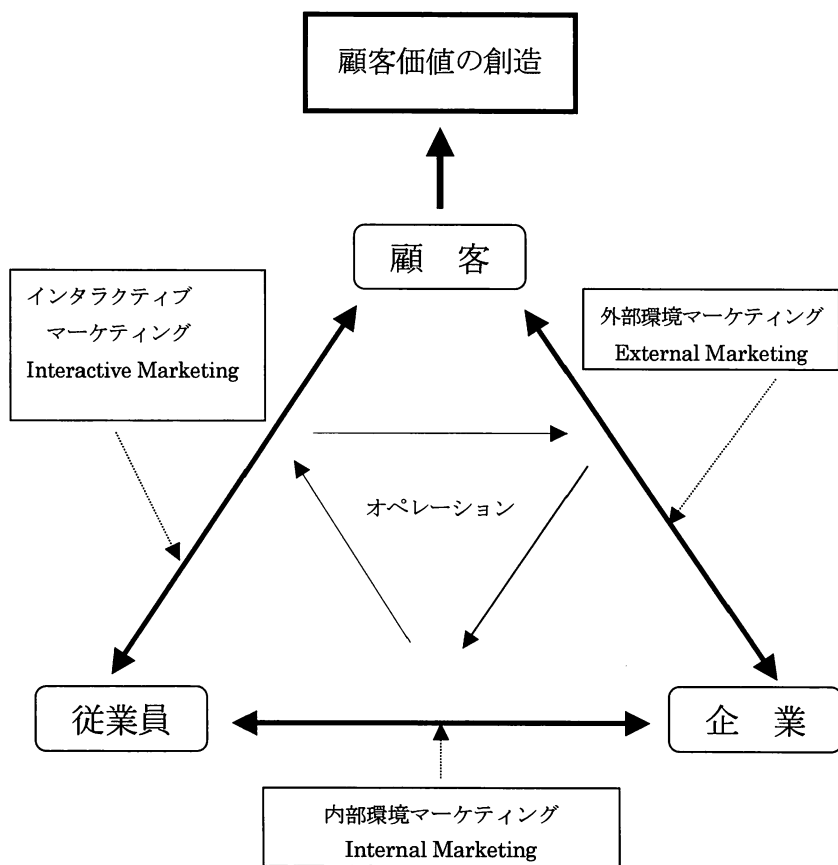 顧客価値の創造
顧　客
インタラクティブ
マーケティング
Interactive Marketing
外部環境マーケティング
External Marketing
オペレーション
従業員
企　業
内部環境マーケティング
Internal Marketing